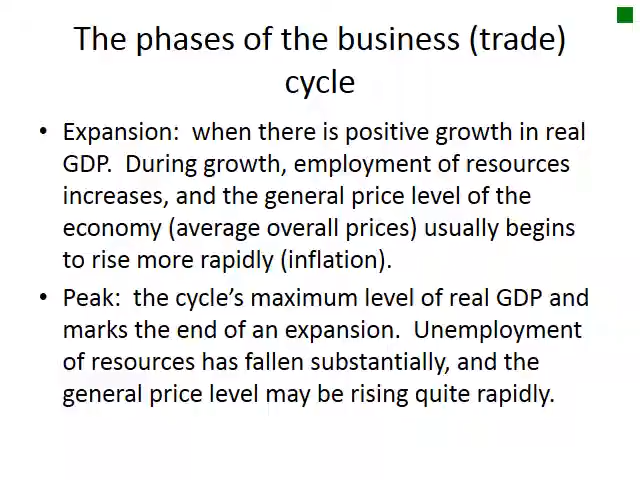 The phases of the business (trade)
cycle
• Expansion:  when there is positive growth in real
GDP.  During growth, employment of resources
increases, and the general price level of the
economy (average overall prices) usually begins
to rise more rapidly (inflation).
• Peak:  the cycle’s maximum level of real GDP and
marks the end of an expansion.  Unemployment
of resources has fallen substantially, and the
general price level may be rising quite rapidly.